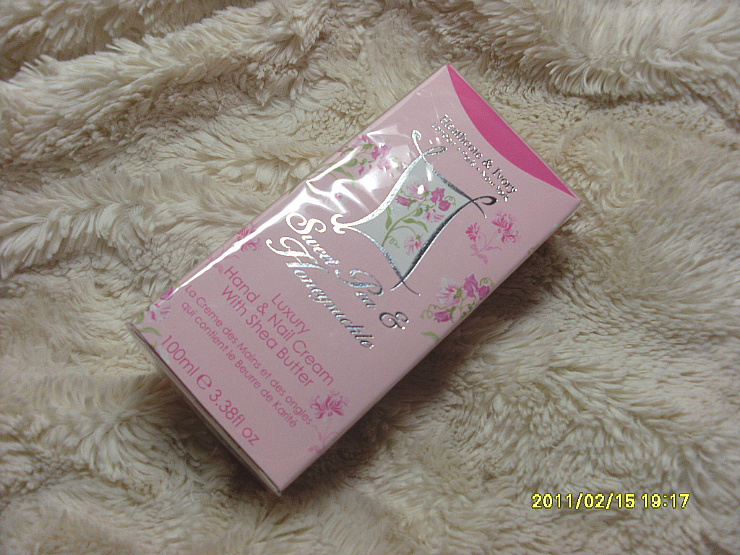 Heathcote & Ivory
Sweet Pea &
Honeysuckle
Luxury
Hand & Nail Cream
With Shea Butter
La Crème des Mains et des ongles
qui contient le Beurre de Karité
100ml e 3.38fl oz
2011/02/15 19:17